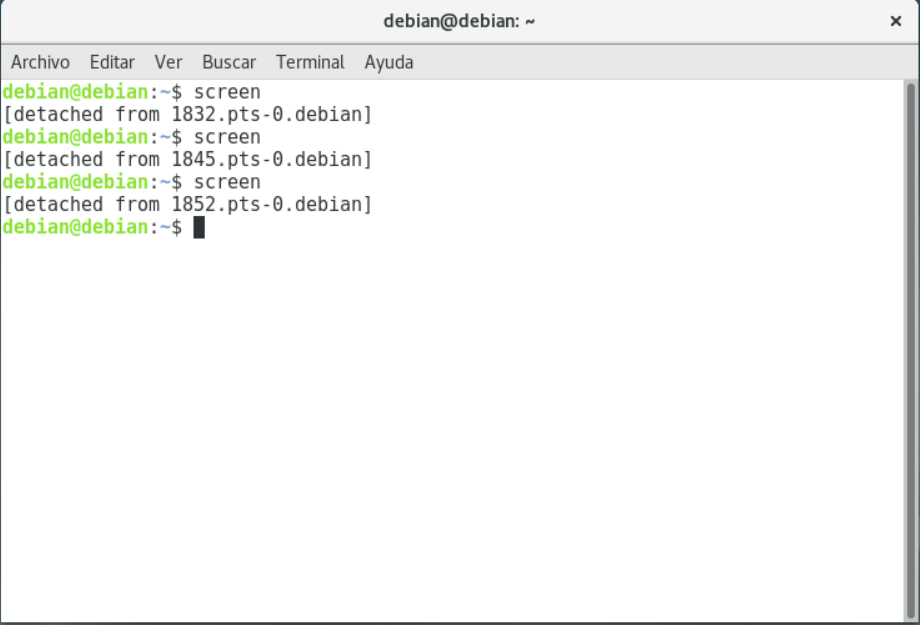 debian@debian: ~ ×
Archivo Editar Ver Buscar Terminal Ayuda
debian@debian:~$ screen
[detached from 1832.pts-0.debian]
debian@debian:~$ screen
[detached from 1845.pts-0.debian]
debian@debian:~$ screen
[detached from 1852.pts-0.debian]
debian@debian:~$